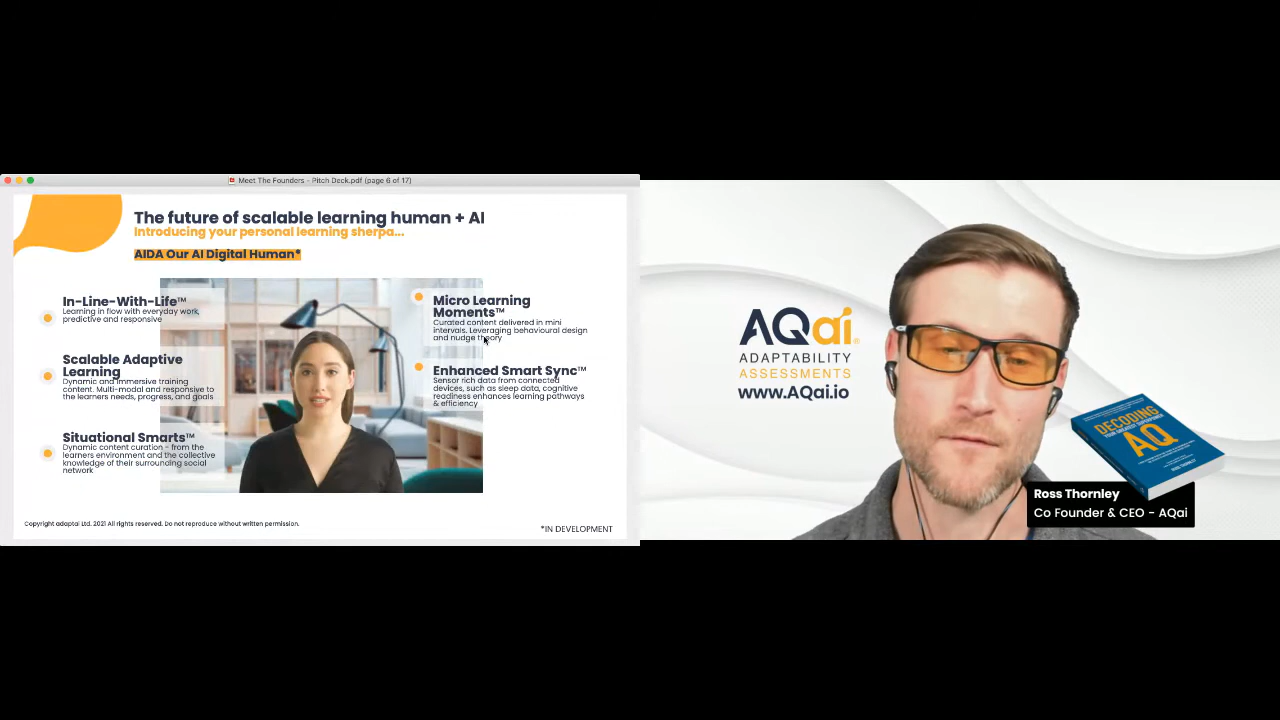 Meet The Founders - Pitch Deck.pdf (page 6 of 17)
The future of scalable learning human + AI
Introducing your personal learning sherpa...
AIDA Our AI Digital Human*
In-Line-With-Life™
Learning in flow with everyday work,
predictive and responsive
Scalable Adaptive
Learning
Dynamic and immersive training
content. Multi-modal and responsive to
the learners needs, progress, and goals
Situational Smarts™
Dynamic content curation - from the
learners environment and the collective
knowledge of their surrounding social
network
Micro Learning
Moments™
Curated content delivered in mini
intervals. Leveraging behavioural design
and nudge theory
Enhanced Smart Sync™
Sensor rich data from connected
devices, such as sleep data, cognitive
readiness enhances learning pathways
& efficiency
Copyright adaptai Ltd. 2021 All rights reserved. Do not reproduce without written permission.
*IN DEVELOPMENT
AQai®
ADAPTABILITY
ASSESSMENTS
www.AQai.io
DECODING
AQ
Ross Thornley
Co Founder & CEO - AQai